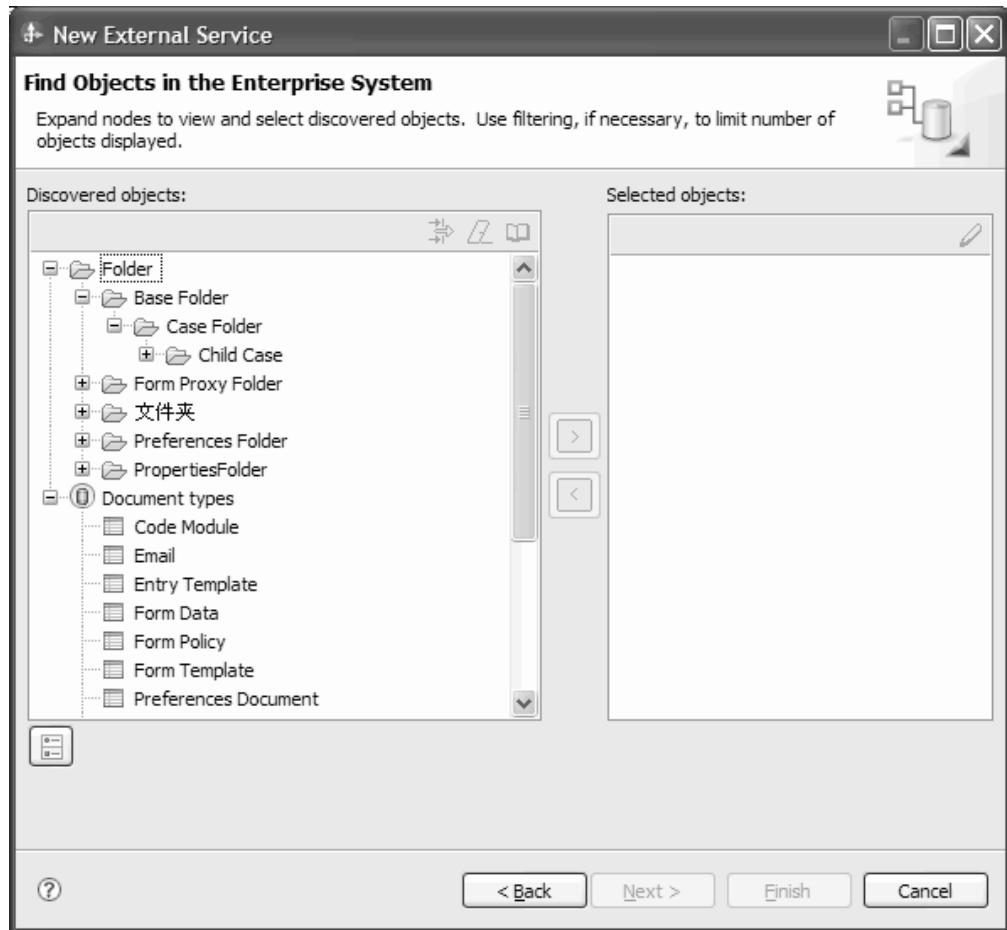 New External Service
Find Objects in the Enterprise System
Expand nodes to view and select discovered objects. Use filtering, if necessary, to limit number of
objects displayed.
Discovered objects:
Selected objects:
Folder
Base Folder
Case Folder
Child Case
Form Proxy Folder
文件夹
Preferences Folder
PropertiesFolder
Document types
Code Module
Email
Entry Template
Form Data
Form Policy
Form Template
Preferences Document
>
<
?
< Back
Next >
Finish
Cancel